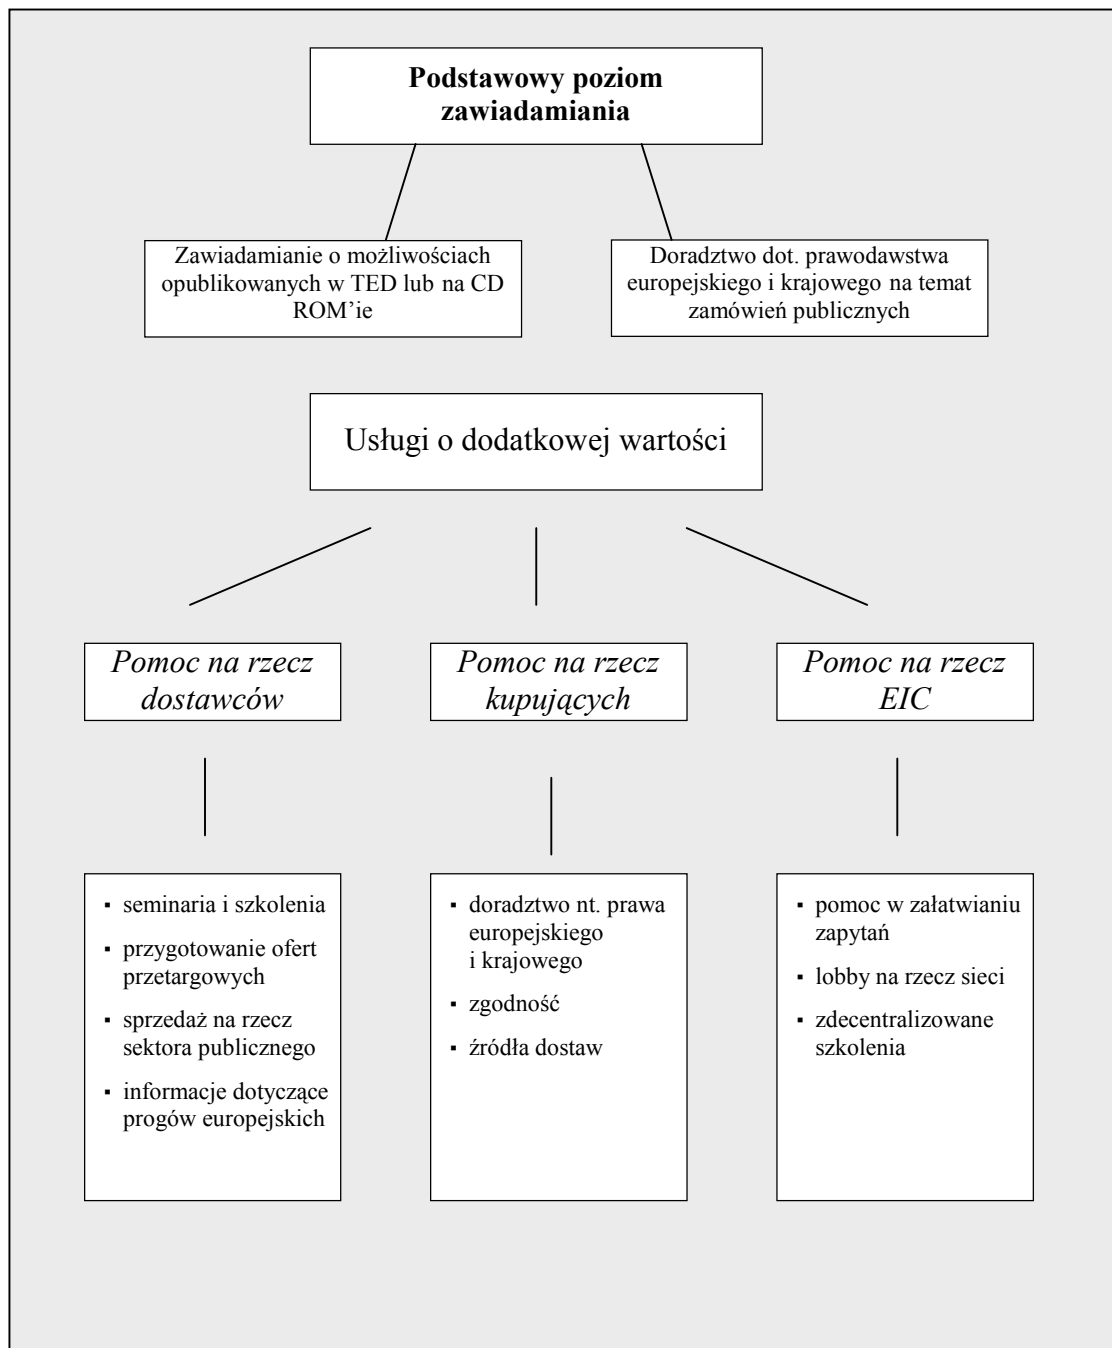 Podstawowy poziom
zawiadamiania
Zawiadamianie o możliwościach
opublikowanych w TED lub na CD
ROM’ie
Doradztwo dot. prawodawstwa
europejskiego i krajowego na temat
zamówień publicznych
Usługi o dodatkowej wartości
Pomoc na rzecz
dostawców
Pomoc na rzecz
kupujących
Pomoc na rzecz
EIC
▪ seminaria i szkolenia
▪ przygotowanie ofert
przetargowych
▪ sprzedaż na rzecz
sektora publicznego
▪ informacje dotyczące
progów europejskich
▪ doradztwo nt. prawa
europejskiego
i krajowego
▪ zgodność
▪ źródła dostaw
▪ pomoc w załatwianiu
zapytań
▪ lobby na rzecz sieci
▪ zdecentralizowane
szkolenia